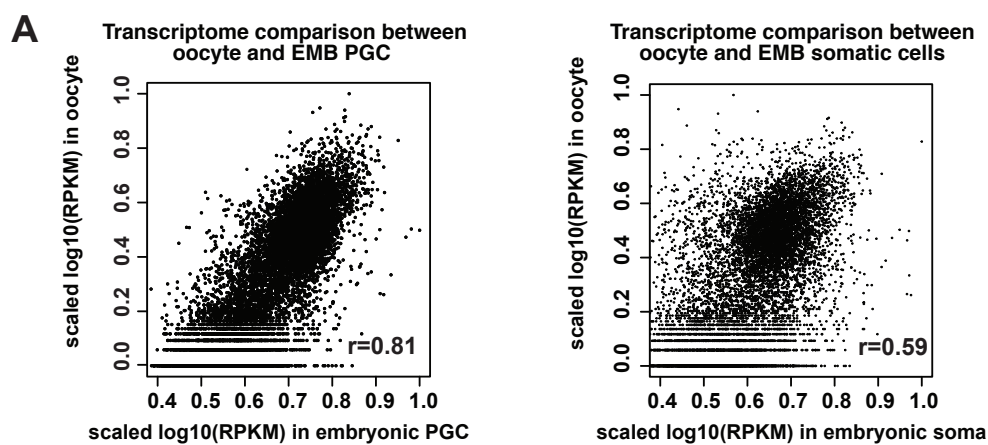 A
Transcriptome comparison between
oocyte and EMB PGC
scaled log10(RPKM) in oocyte
1.0
0.8
0.6
0.4
0.2
0.0
r=0.81
0.4 0.5 0.6 0.7 0.8 0.9 1.0
scaled log10(RPKM) in embryonic PGC
Transcriptome comparison between
oocyte and EMB somatic cells
scaled log10(RPKM) in oocyte
1.0
0.8
0.6
0.4
0.2
0.0
r=0.59
0.4 0.5 0.6 0.7 0.8 0.9 1.0
scaled log10(RPKM) in embryonic soma